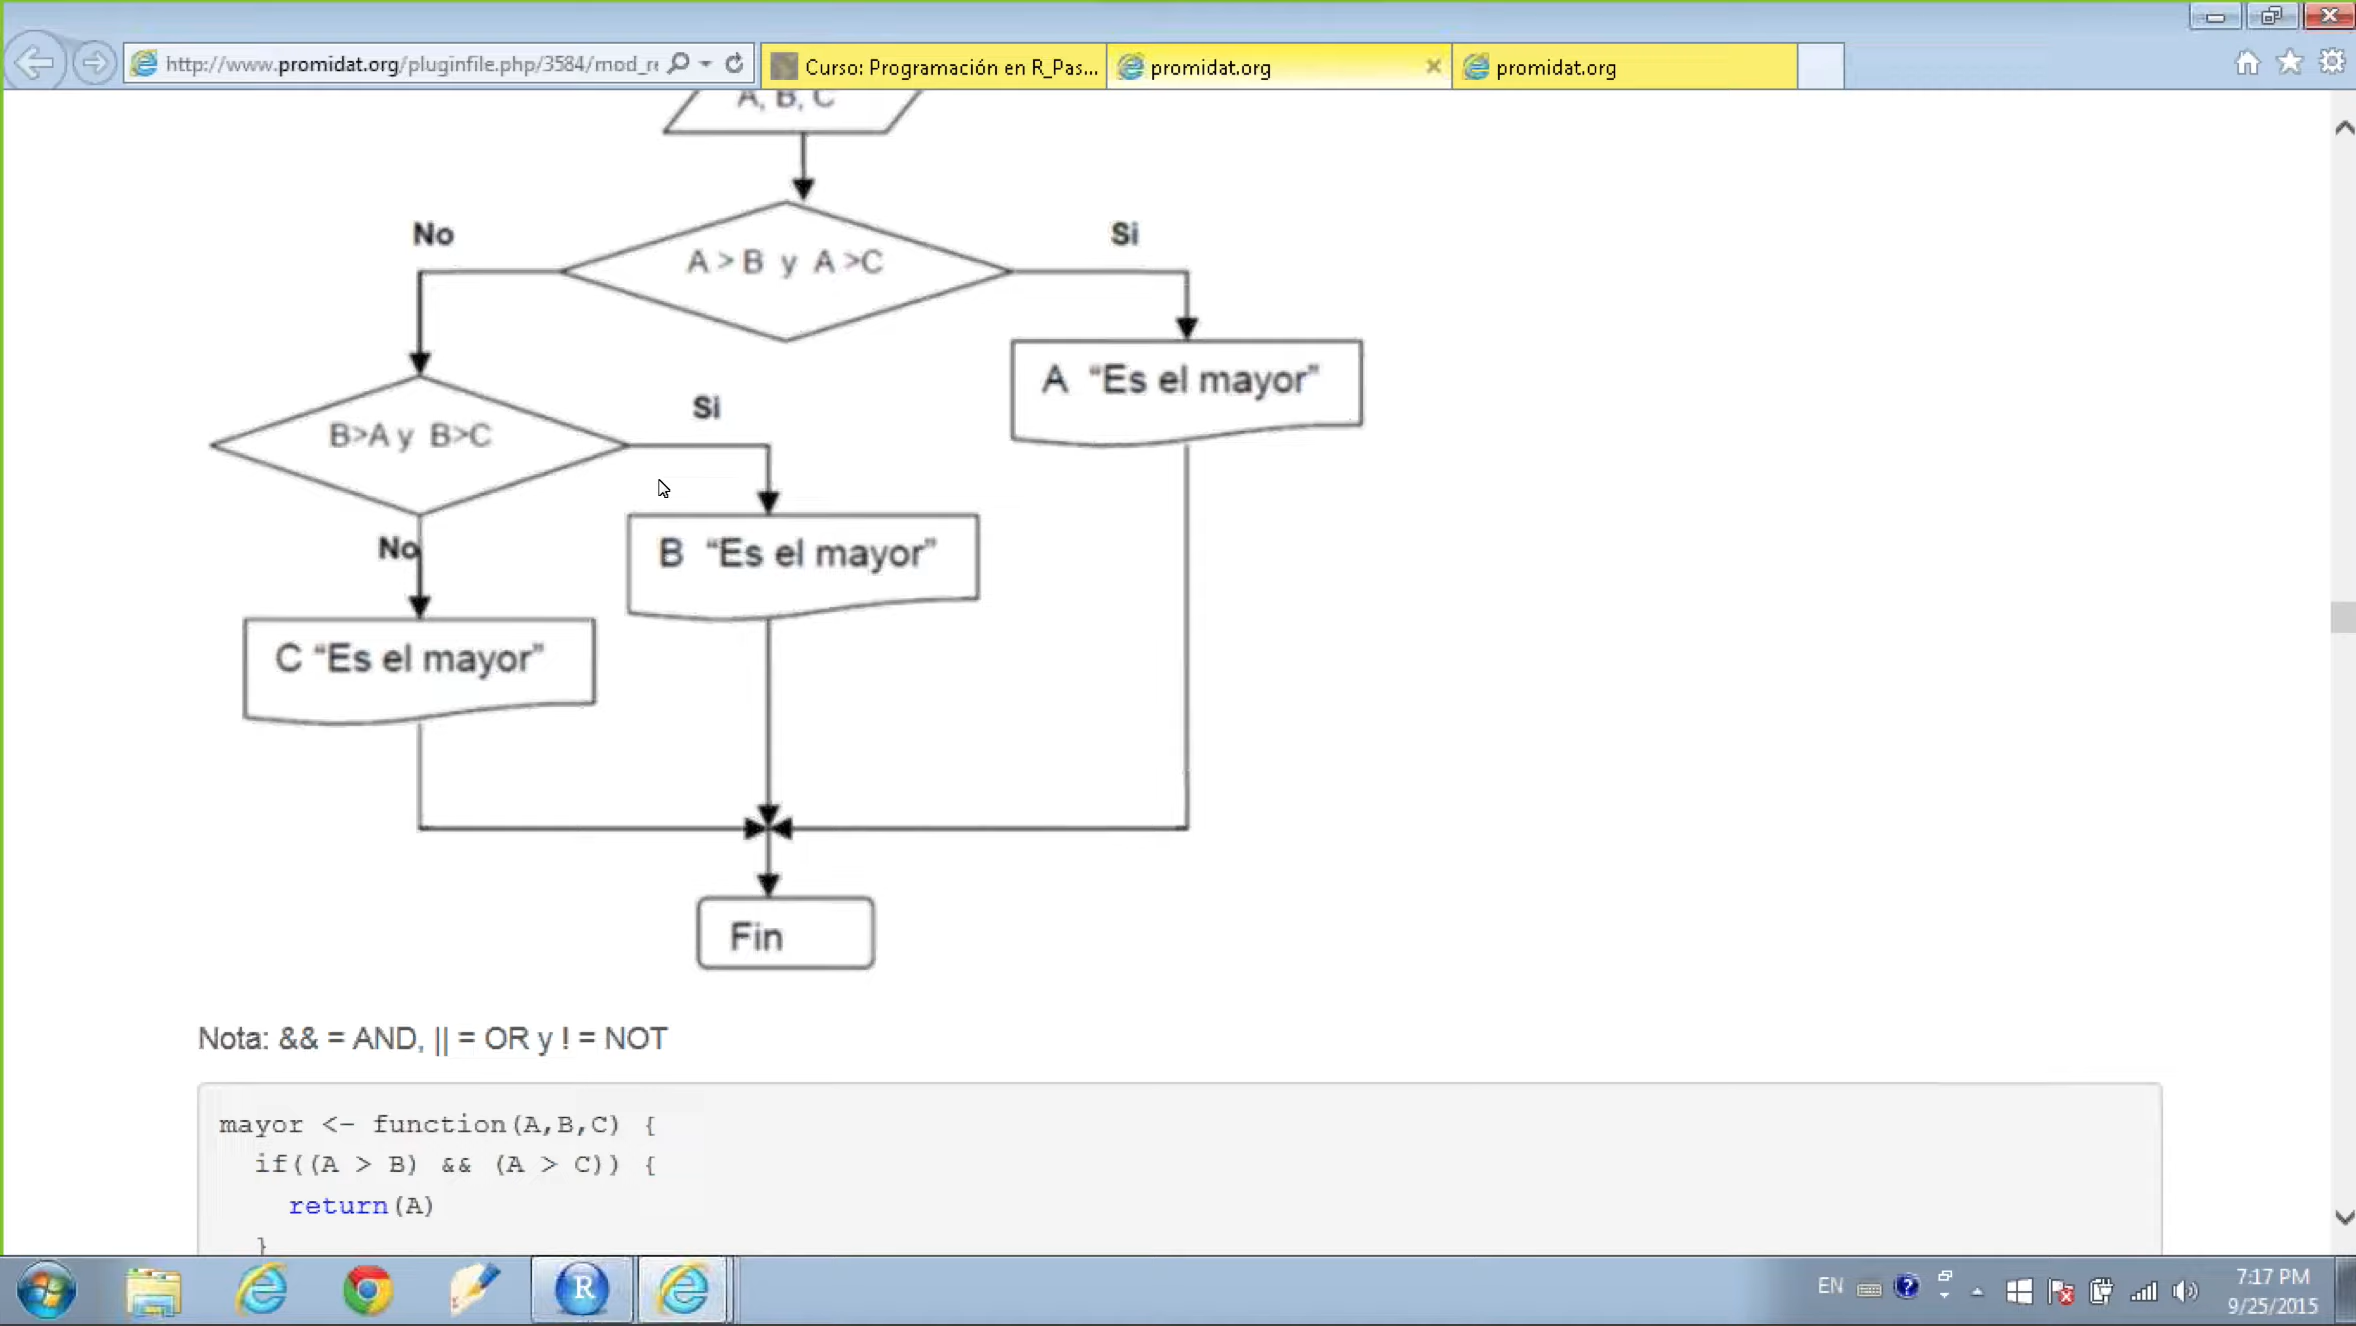 http://www.promidat.org/pluginfile.php/3584/mod_re
Curso: Programación en R_Pas...
promidat.org
promidat.org
A, B, C
No
Si
A > B y A >C
A “Es el mayor”
Si
B>A y B>C
No
B “Es el mayor”
C “Es el mayor”
Fin
Nota: && = AND, || = OR y ! = NOT
mayor <- function(A,B,C) {
if((A > B) && (A > C)) {
return(A)
}
R
EN
7:17 PM
9/25/2015